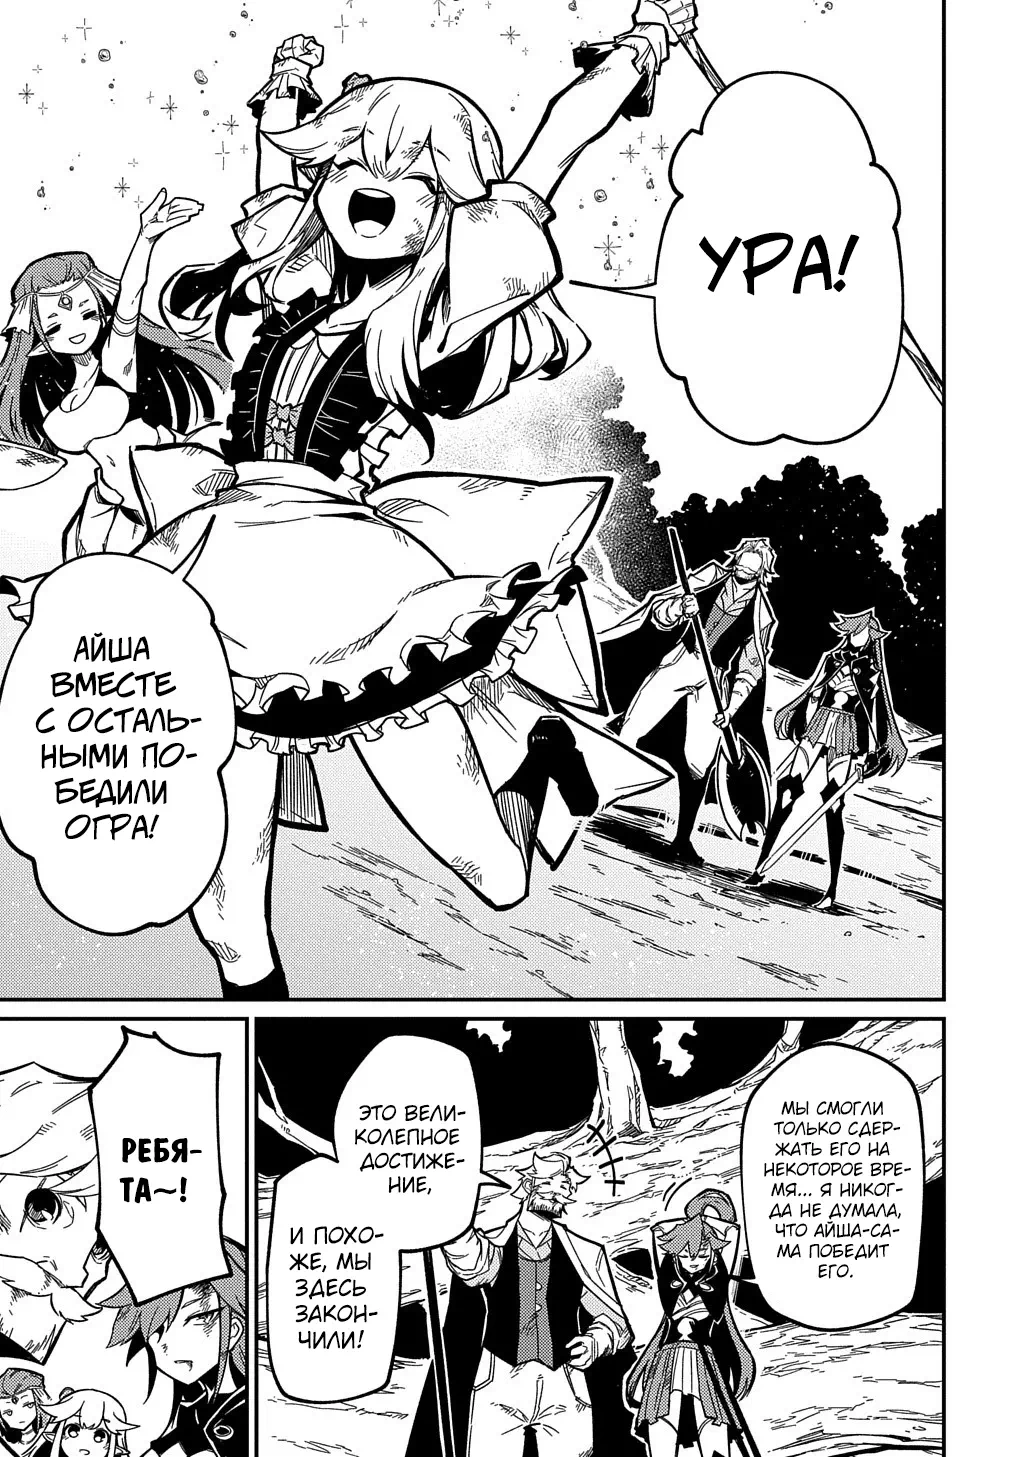 УРА!
АЙША
ВМЕСТЕ
С ОСТАЛЬ-
НЫМИ ПО-
БЕДИЛИ
ОГРА!
МЫ СМОГЛИ
ТОЛЬКО СДЕР-
ЖАТЬ ЕГО НА
НЕКОТОРОЕ ВРЕ-
МЯ... Я НИКОГ-
ДА НЕ ДУМАЛА,
ЧТО АЙША-СА-
МА ПОБЕДИТ
ЕГО.
ЭТО ВЕЛИ-
КОЛЕПНОЕ
ДОСТИЖЕ-
НИЕ,
И ПОХО-
ЖЕ, МЫ
ЗДЕСЬ
ЗАКОН-
ЧИЛИ!
РЕБЯ-
ТА~!